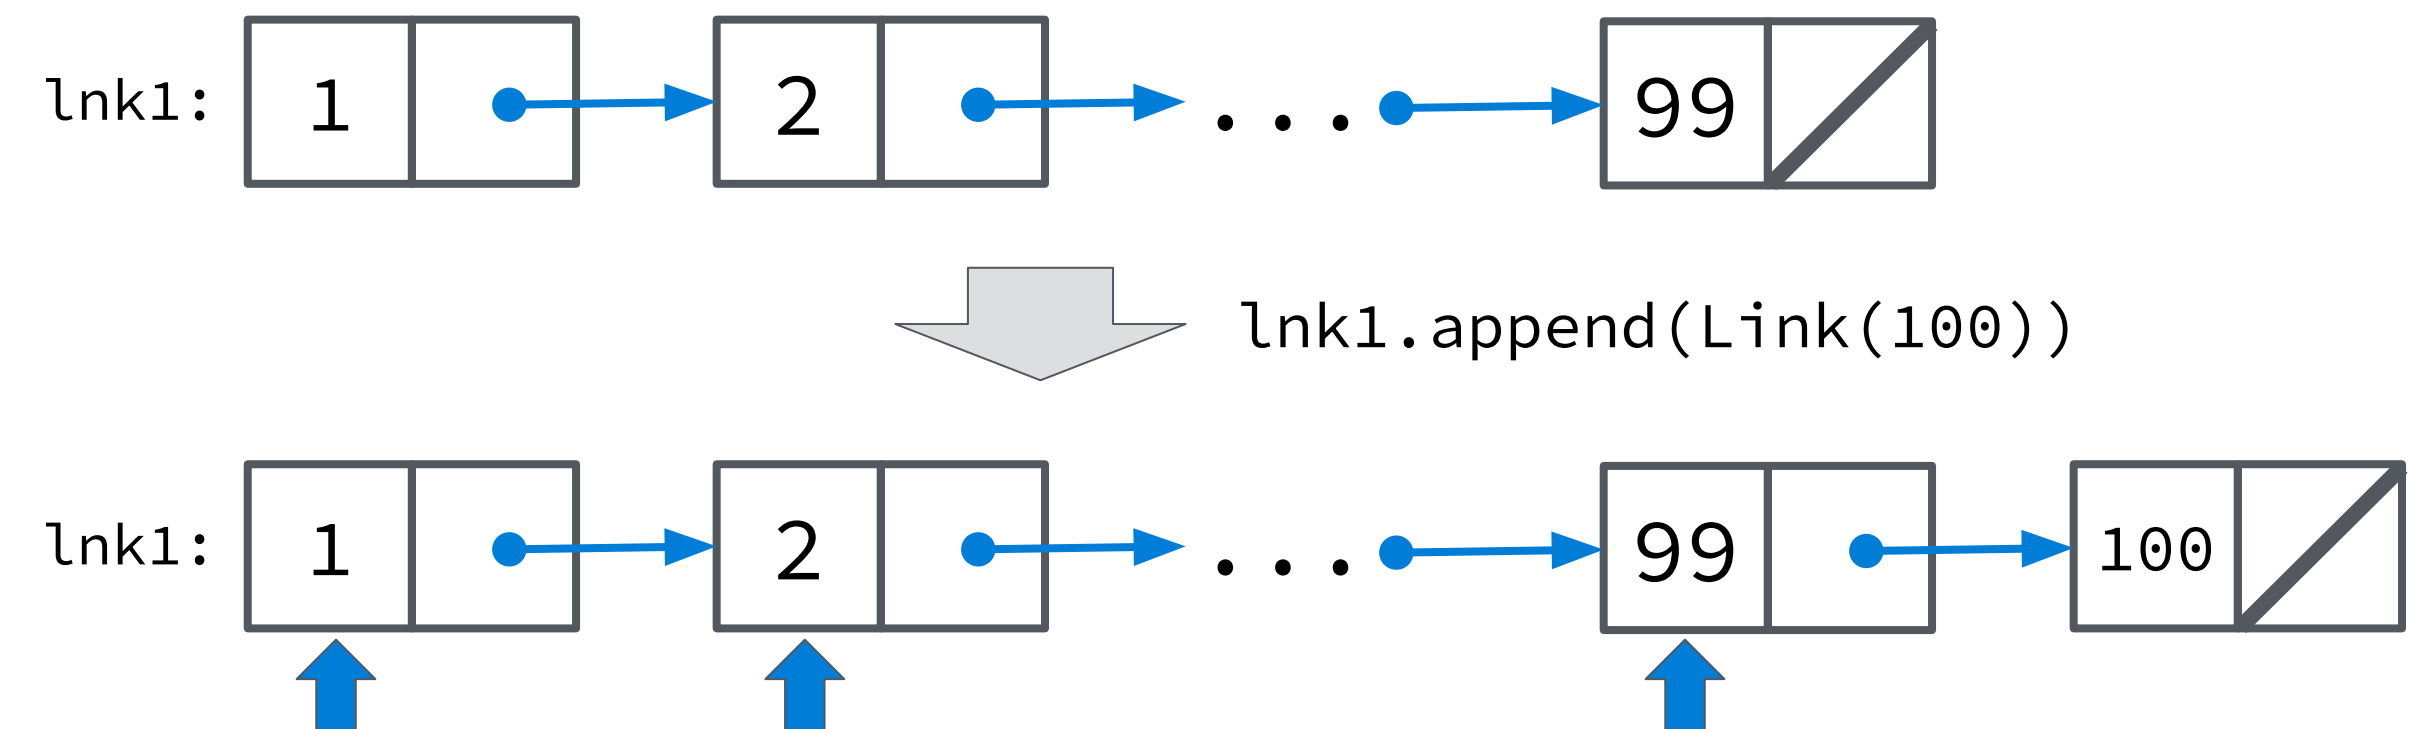 lnk1: 1 2 ... 99
lnk1.append(Link(100))
lnk1: 1 2 ... 99 100